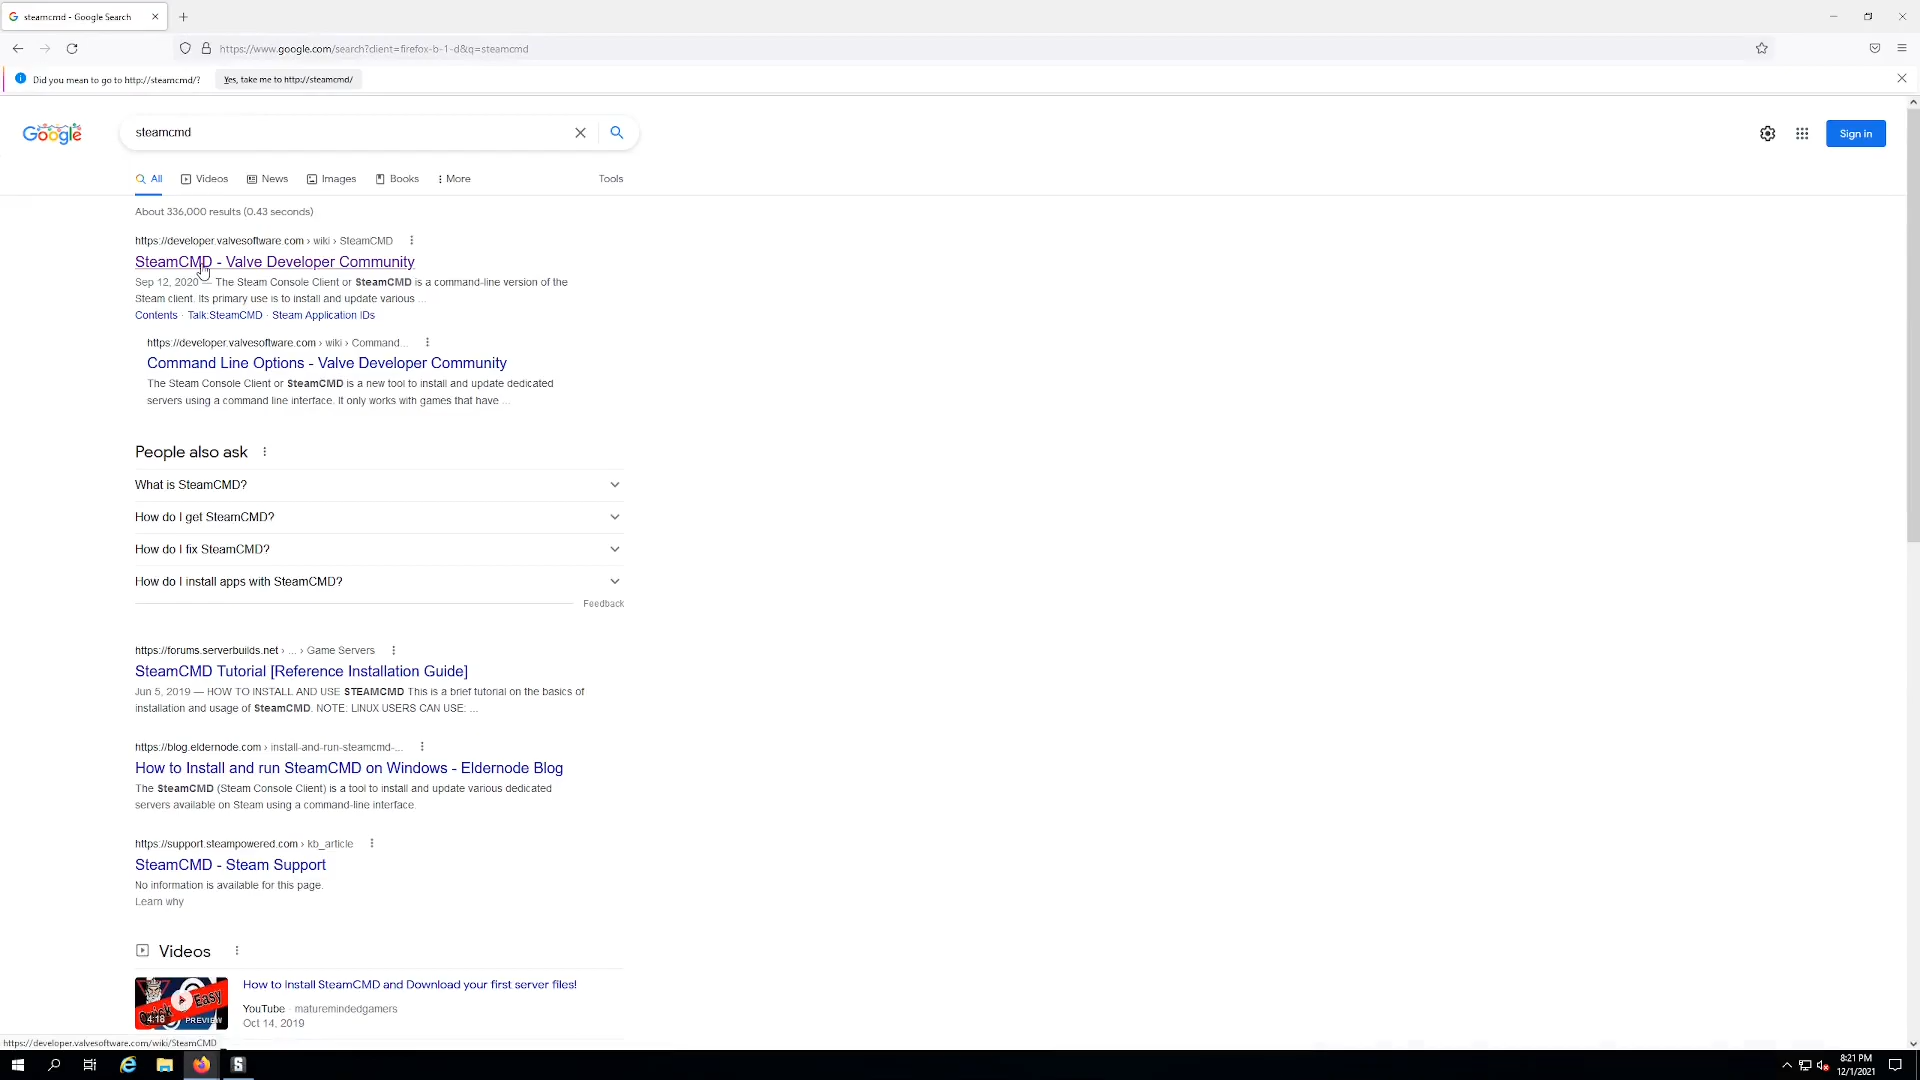 steamcmd - Google Search
https://www.google.com/search?client=firefox-b-1-d&q=steamcmd
Did you mean to go to http://steamcmd/?
Yes, take me to http://steamcmd/
Google
steamcmd
Sign in
All
Videos
News
Images
Books
More
Tools
About 336,000 results (0.43 seconds)
https://developer.valvesoftware.com › wiki › SteamCMD
SteamCMD - Valve Developer Community
Sep 12, 2020 — The Steam Console Client or SteamCMD is a command-line version of the
Steam client. Its primary use is to install and update various ...
Contents · Talk:SteamCMD · Steam Application IDs
https://developer.valvesoftware.com › wiki › Command...
Command Line Options - Valve Developer Community
The Steam Console Client or SteamCMD is a new tool to install and update dedicated
servers using a command line interface. It only works with games that have ...
People also ask
What is SteamCMD?
How do I get SteamCMD?
How do I fix SteamCMD?
How do I install apps with SteamCMD?
Feedback
https://forums.serverbuilds.net › ... › Game Servers
SteamCMD Tutorial [Reference Installation Guide]
Jun 5, 2019 — HOW TO INSTALL AND USE STEAMCMD This is a brief tutorial on the basics of
installation and usage of SteamCMD. NOTE: LINUX USERS CAN USE: ...
https://blog.eldernode.com › install-and-run-steamcmd-...
How to Install and run SteamCMD on Windows - Eldernode Blog
The SteamCMD (Steam Console Client) is a tool to install and update various dedicated
servers available on Steam using a command-line interface.
https://support.steampowered.com › kb_article
SteamCMD - Steam Support
No information is available for this page.
Learn why
Videos
Quick Easy
4:18 PREVIEW
How to Install SteamCMD and Download your first server files!
YouTube · maturemindedgamers
Oct 14, 2019
https://developer.valvesoftware.com/wiki/SteamCMD
8:21 PM
12/1/2021